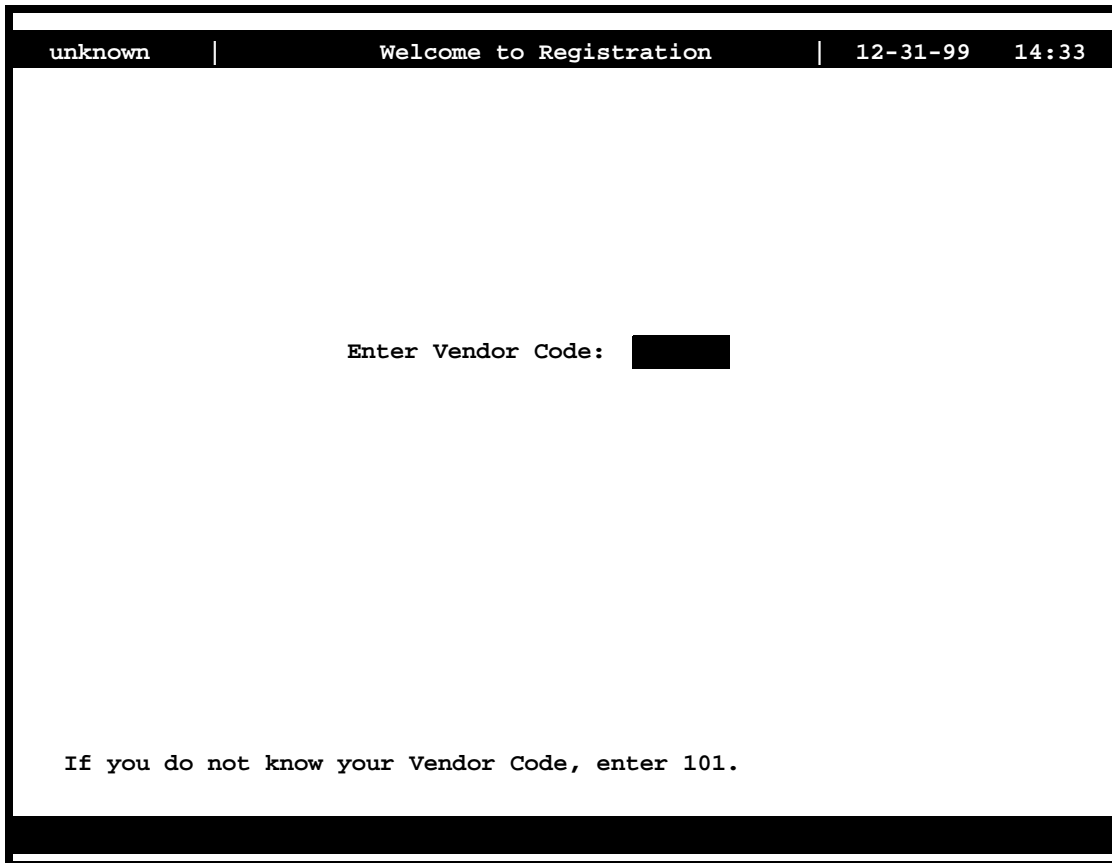 unknown | Welcome to Registration | 12-31-99 14:33
Enter Vendor Code:
If you do not know your Vendor Code, enter 101.